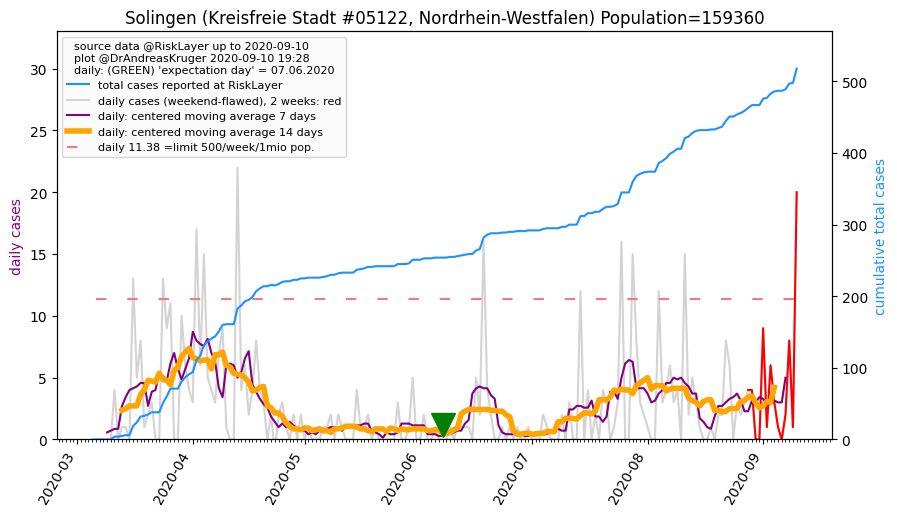 Solingen (Kreisfreie Stadt #05122, Nordrhein-Westfalen) Population=159360
source data @RiskLayer up to 2020-09-10
plot @DrAndreasKruger 2020-09-10 19:28
daily: (GREEN) 'expectation day' = 07.06.2020
total cases reported at RiskLayer
daily cases (weekend-flawed), 2 weeks: red
daily: centered moving average 7 days
daily: centered moving average 14 days
daily 11.38 =limit 500/week/1mio pop.
daily cases
30
25
20
15
10
5
0
cumulative total cases
500
400
300
200
100
0
2020-03
2020-04
2020-05
2020-06
2020-07
2020-08
2020-09